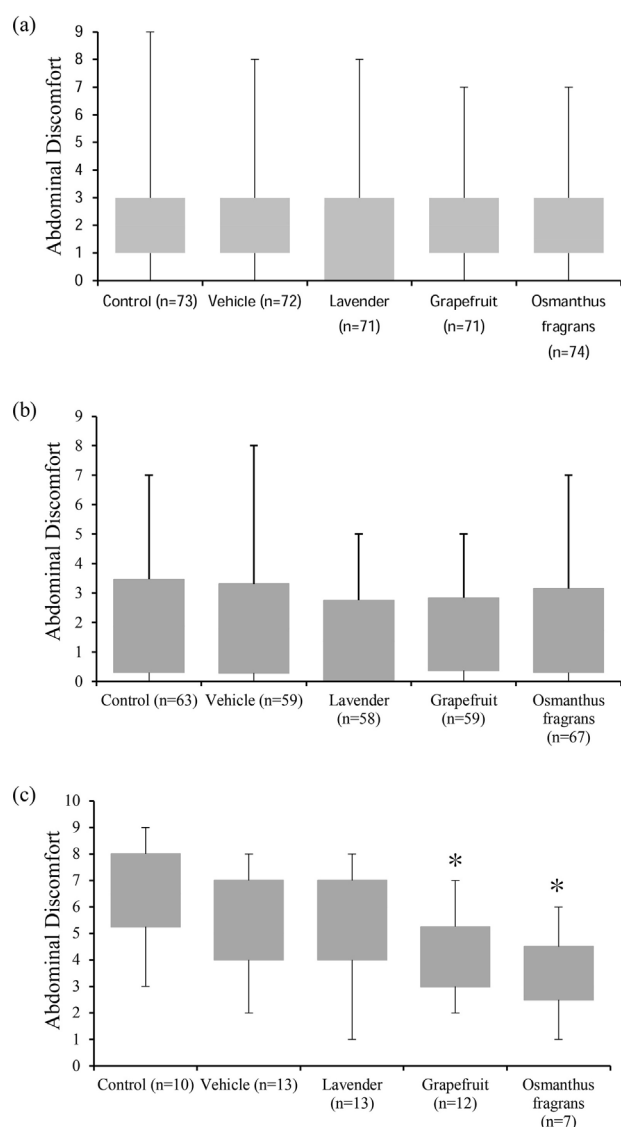 (a)
Abdominal Discomfort
9
8
7
6
5
4
3
2
1
0
Control (n=73) Vehicle (n=72) Lavender Grapefruit Osmanthus
(n=71) (n=71) fragrans
(n=74)
(b)
Abdominal Discomfort
9
8
7
6
5
4
3
2
1
0
Control (n=63) Vehicle (n=59) Lavender Grapefruit Osmanthus
(n=58) (n=59) fragrans
(n=67)
(c)
Abdominal Discomfort
10
9
8
7
6
5
4
3
2
1
0
*
*
Control (n=10) Vehicle (n=13) Lavender Grapefruit Osmanthus
(n=13) (n=12) fragrans
(n=7)